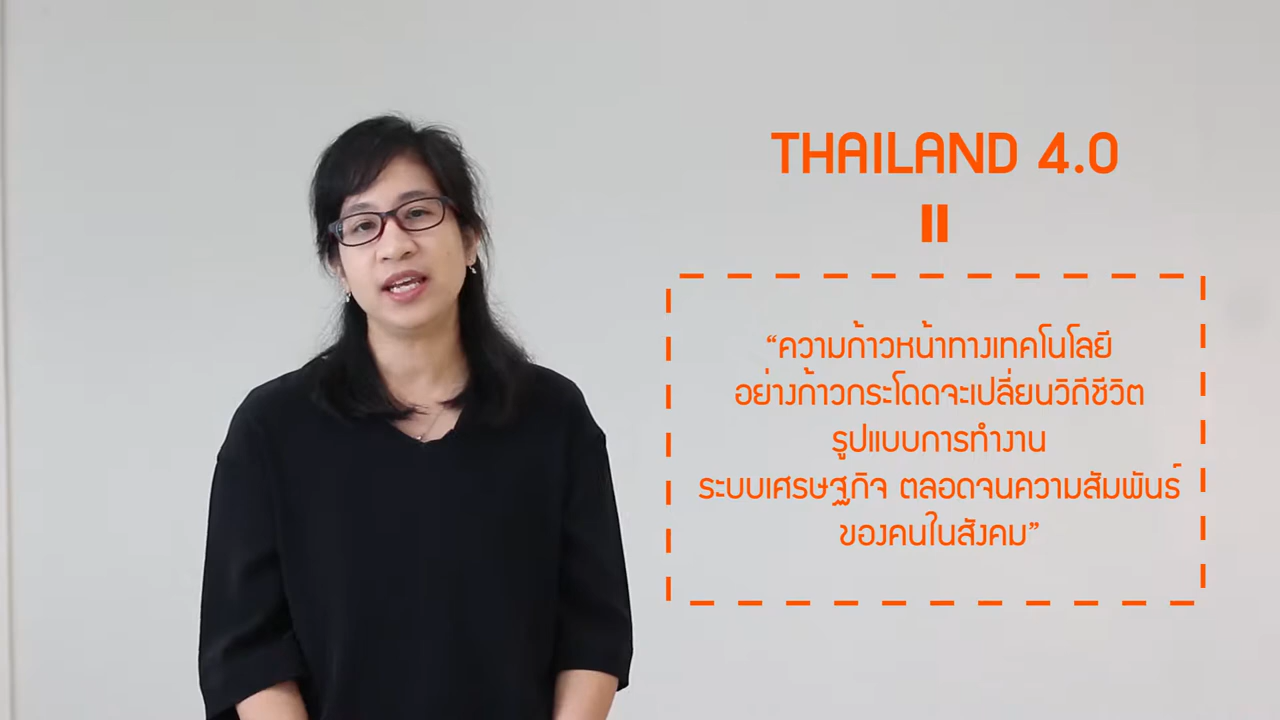 THAILAND 4.0
=
“ความก้าวหน้าทางเทคโนโลยี
อย่างก้าวกระโดดจะเปลี่ยนวิถีชีวิต
รูปแบบการทำงาน
ระบบเศรษฐกิจ ตลอดจนความสัมพันธ์
ของคนในสังคม”